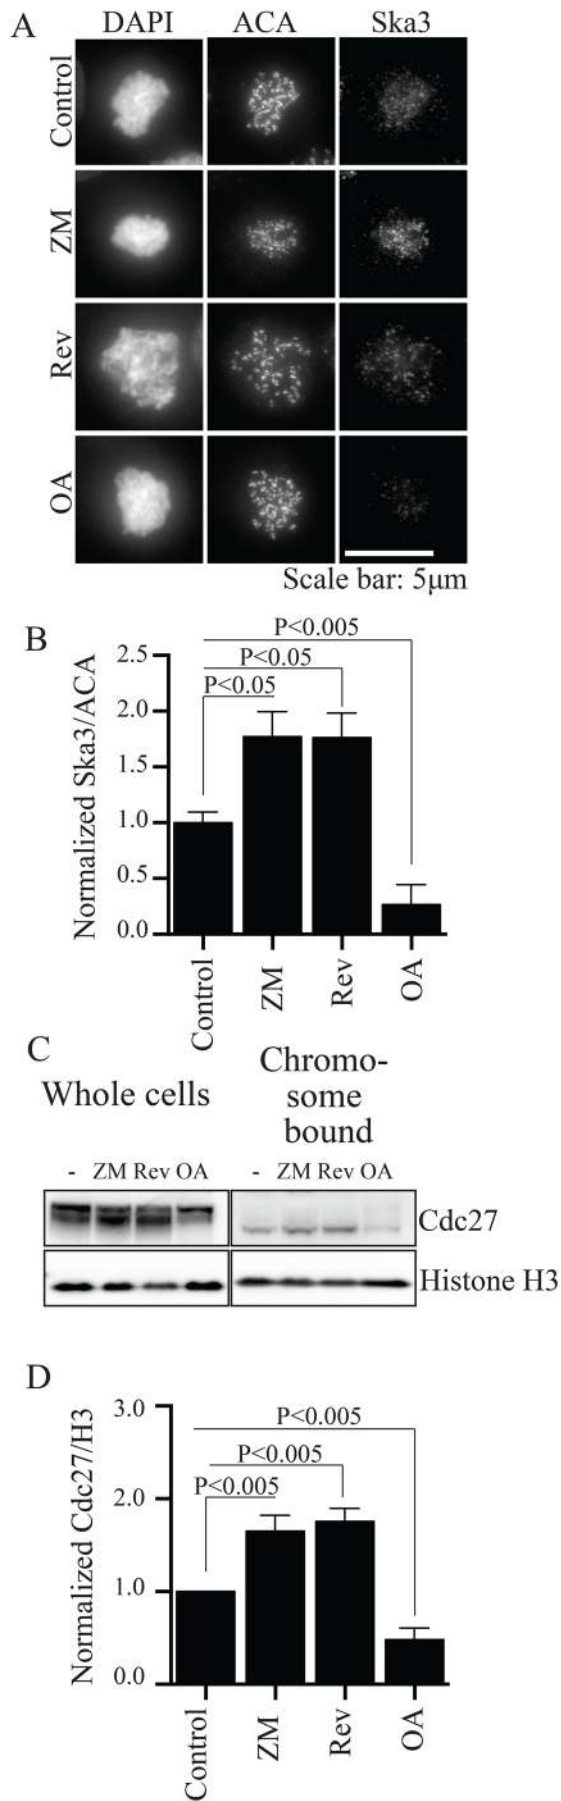 A
DAPI ACA Ska3
Control
ZM
Rev
OA
Scale bar: 5μm
B
P<0.005
P<0.05
P<0.05
Normalized Ska3/ACA
2.5
2.0
1.5
1.0
0.5
0.0
Control ZM Rev OA
C
Whole cells
Chromo-
some
bound
- ZM Rev OA - ZM Rev OA
Cdc27
Histone H3
D
P<0.005
P<0.005
P<0.005
Normalized Cdc27/H3
3.0
2.0
1.0
0.0
Control ZM Rev OA